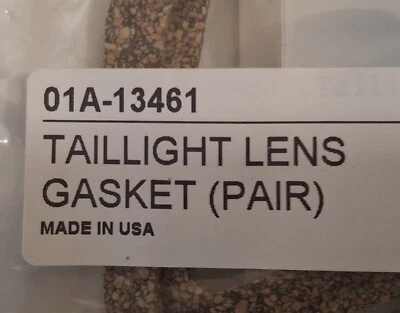 01A-13461
TAILLIGHT LENS
GASKET (PAIR)
MADE IN USA